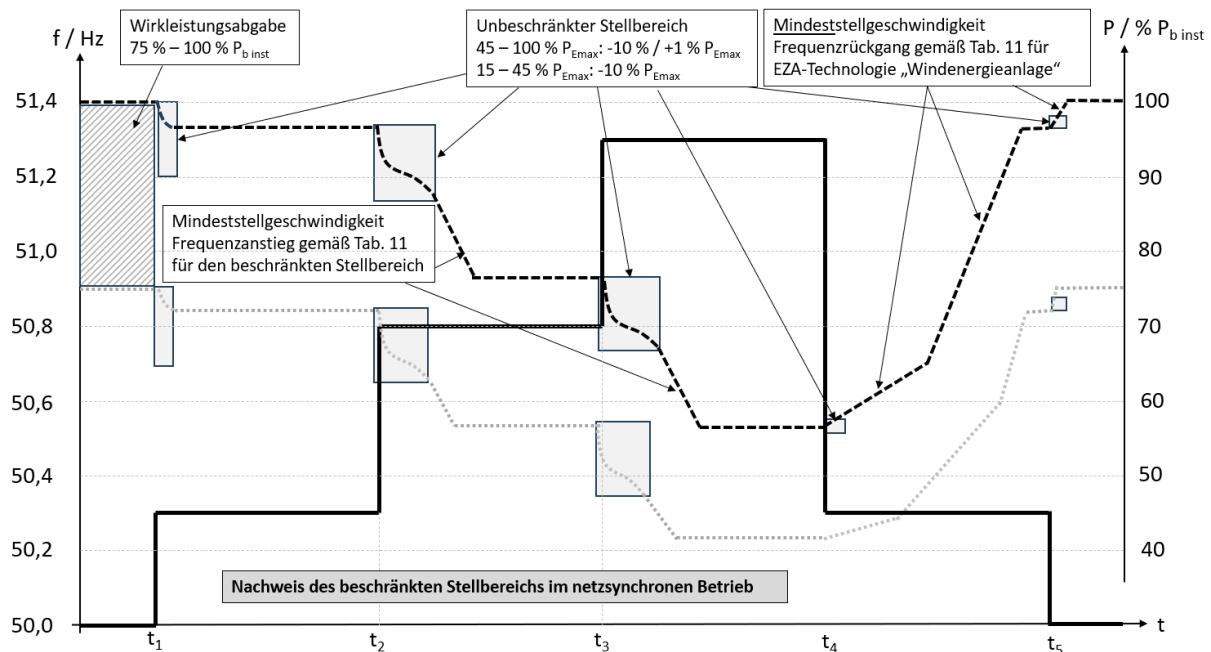 f / Hz
Wirkleistungsabgabe
75 % – 100 % P_b inst
Unbeschränkter Stellbereich
45 – 100 % P_Emax: -10 % / +1 % P_Emax
15 – 45 % P_Emax: -10 % P_Emax
Mindeststellgeschwindigkeit
Frequenzrückgang gemäß Tab. 11 für
EZA-Technologie „Windenergieanlage“
P / % P_b inst
51,4
51,2
51,0
50,8
50,6
50,4
50,2
50,0
100
90
80
70
60
50
40
Mindeststellgeschwindigkeit
Frequenzanstieg gemäß Tab. 11
für den beschränkten Stellbereich
Nachweis des beschränkten Stellbereichs im netzsynchronen Betrieb
t_1
t_2
t_3
t_4
t_5
t